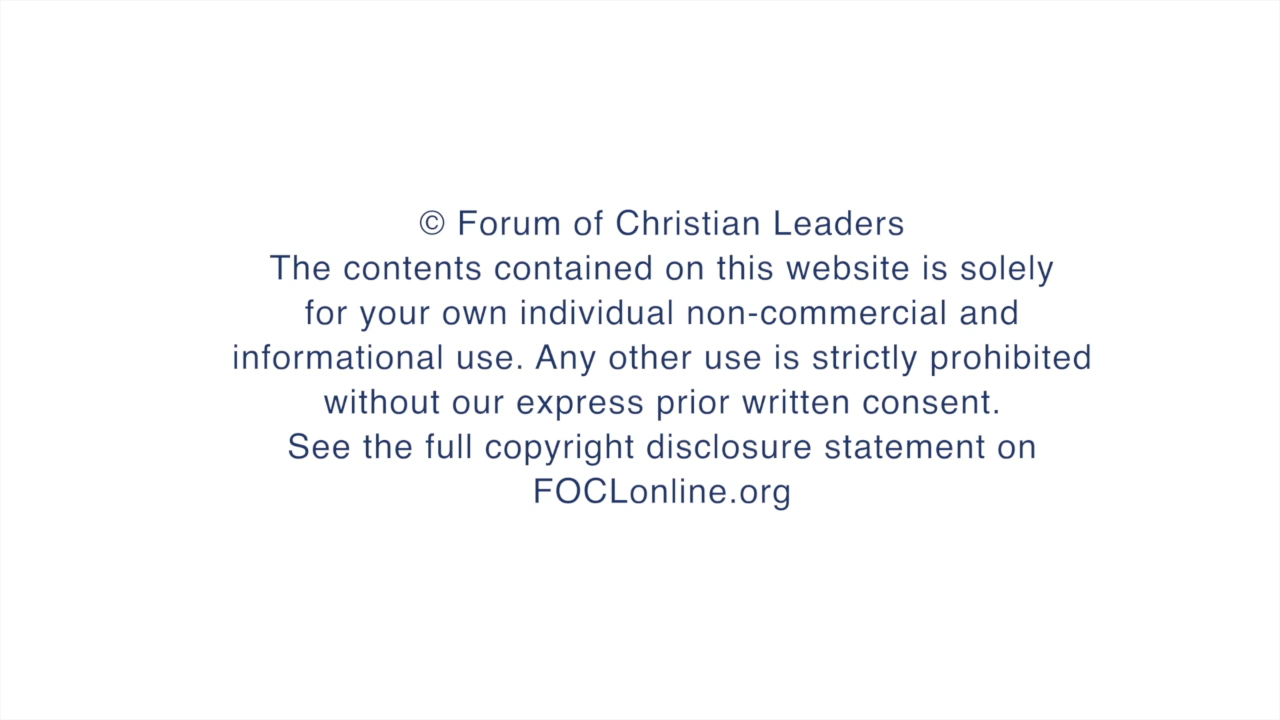 © Forum of Christian Leaders
The contents contained on this website is solely
for your own individual non-commercial and
informational use. Any other use is strictly prohibited
without our express prior written consent.
See the full copyright disclosure statement on
FOCLonline.org